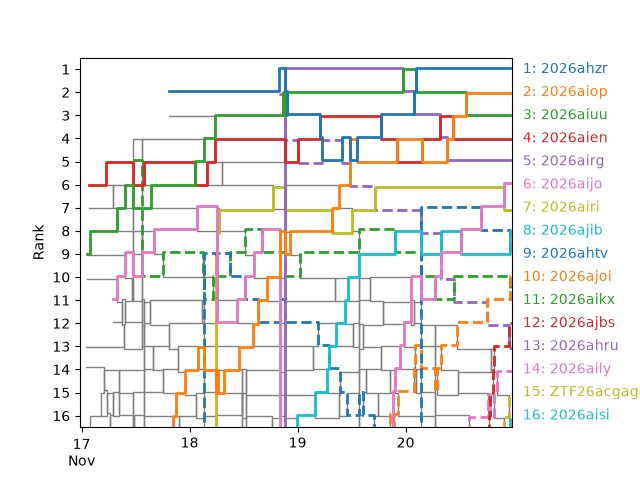 1
2
3
4
5
6
7
8
9
10
11
12
13
14
15
16
Rank
17
18
19
20
Nov
1: 2026ahzr
2: 2026aiop
3: 2026aiuu
4: 2026aien
5: 2026airg
6: 2026aijo
7: 2026airi
8: 2026ajib
9: 2026ahtv
10: 2026ajoi
11: 2026aikx
12: 2026ajbs
13: 2026ahru
14: 2026aily
15: ZTF26acgag
16: 2026aisi